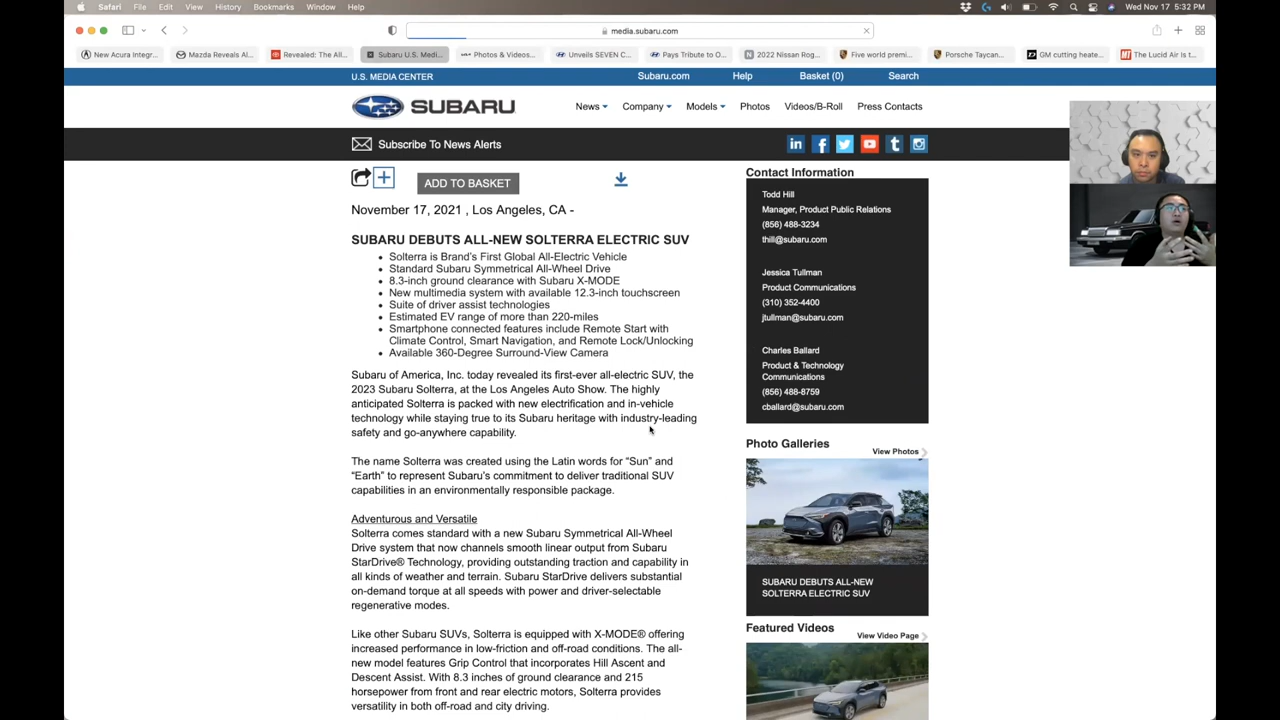 Safari File Edit View History Bookmarks Window Help
Wed Nov 17 5:32 PM
media.subaru.com
New Acura Integr...
Mazda Reveals Al...
Revealed: The All...
Subaru U.S. Medi...
Photos & Videos...
Unveils SEVEN C...
Pays Tribute to O...
2022 Nissan Rog...
Five world premi...
Porsche Taycan...
GM cutting heate...
The Lucid Air is t...
U.S. MEDIA CENTER
Subaru.com Help Basket (0) Search
SUBARU
News Company Models Photos Videos/B-Roll Press Contacts
Subscribe To News Alerts
ADD TO BASKET
November 17, 2021 , Los Angeles, CA -
SUBARU DEBUTS ALL-NEW SOLTERRA ELECTRIC SUV
• Solterra is Brand's First Global All-Electric Vehicle
• Standard Subaru Symmetrical All-Wheel Drive
• 8.3-inch ground clearance with Subaru X-MODE
• New multimedia system with available 12.3-inch touchscreen
• Suite of driver assist technologies
• Estimated EV range of more than 220-miles
• Smartphone connected features include Remote Start with
Climate Control, Smart Navigation, and Remote Lock/Unlocking
• Available 360-Degree Surround-View Camera
Subaru of America, Inc. today revealed its first-ever all-electric SUV, the
2023 Subaru Solterra, at the Los Angeles Auto Show. The highly
anticipated Solterra is packed with new electrification and in-vehicle
technology while staying true to its Subaru heritage with industry-leading
safety and go-anywhere capability.
The name Solterra was created using the Latin words for “Sun” and
“Earth” to represent Subaru's commitment to deliver traditional SUV
capabilities in an environmentally responsible package.
Adventurous and Versatile
Solterra comes standard with a new Subaru Symmetrical All-Wheel
Drive system that now channels smooth linear output from Subaru
StarDrive® Technology, providing outstanding traction and capability in
all kinds of weather and terrain. Subaru StarDrive delivers substantial
on-demand torque at all speeds with power and driver-selectable
regenerative modes.
Like other Subaru SUVs, Solterra is equipped with X-MODE® offering
increased performance in low-friction and off-road conditions. The all-
new model features Grip Control that incorporates Hill Ascent and
Descent Assist. With 8.3 inches of ground clearance and 215
horsepower from front and rear electric motors, Solterra provides
versatility in both off-road and city driving.
Contact Information
Todd Hill
Manager, Product Public Relations
(856) 488-3234
thill@subaru.com
Jessica Tullman
Product Communications
(310) 352-4400
jtullman@subaru.com
Charles Ballard
Product & Technology
Communications
(856) 488-8759
cballard@subaru.com
Photo Galleries
View Photos
SUBARU DEBUTS ALL-NEW
SOLTERRA ELECTRIC SUV
Featured Videos
View Video Page